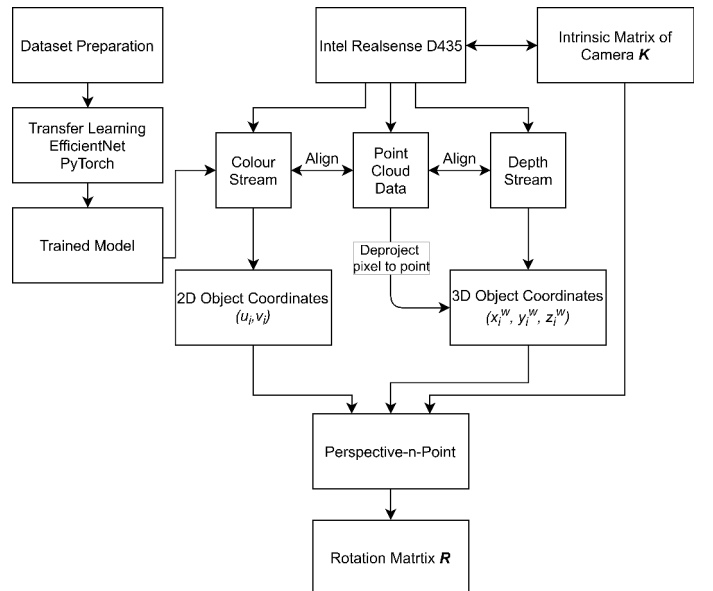 Dataset Preparation
Intel Realsense D435
Intrinsic Matrix of
Camera K
Transfer Learning
EfficientNet
PyTorch
Colour
Stream
Align
Point
Cloud
Data
Align
Depth
Stream
Trained Model
Deproject
pixel to point
2D Object Coordinates
(uᵢ,vᵢ)
3D Object Coordinates
(xᵢʷ, yᵢʷ, zᵢʷ)
Perspective-n-Point
Rotation Matrtix R